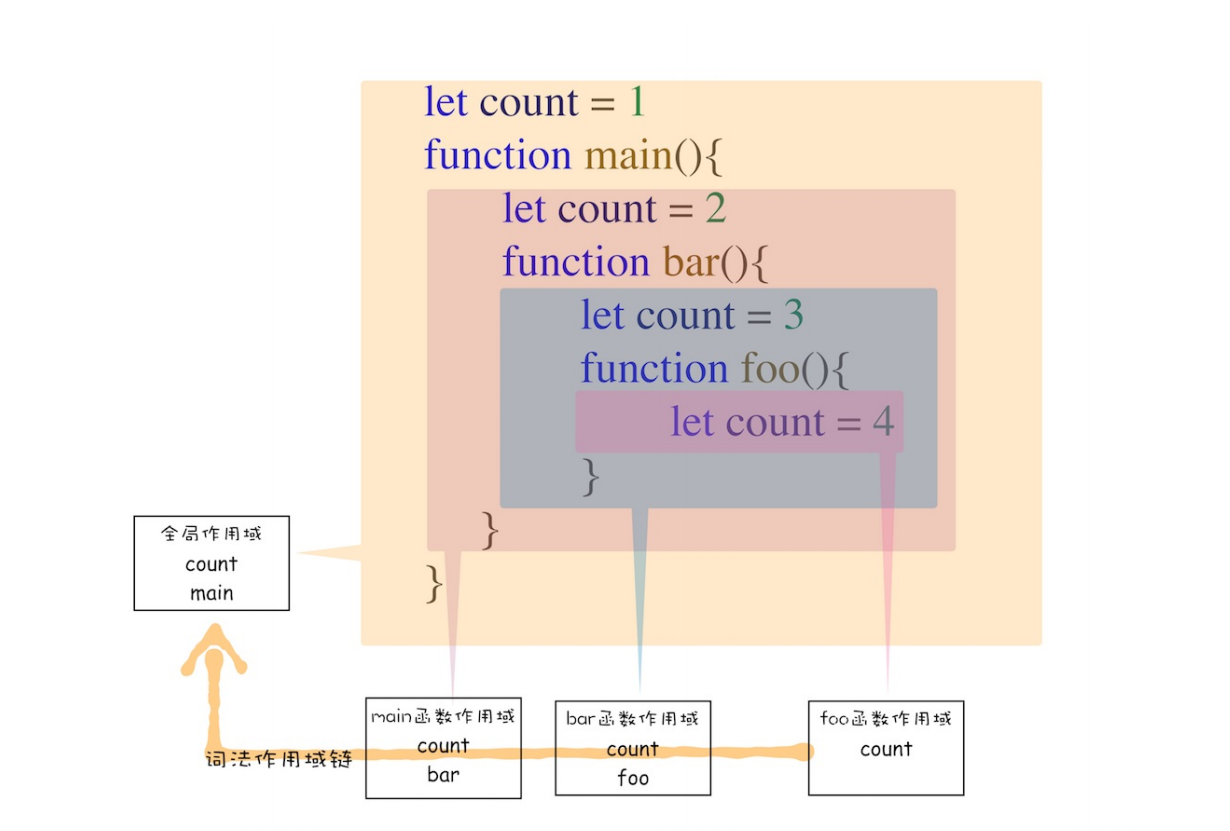 let count = 1
function main(){
let count = 2
function bar(){
let count = 3
function foo(){
let count = 4
}
}
}
全局作用域
count
main
main函数作用域
count
bar
bar函数作用域
count
foo
foo函数作用域
count
词法作用域链